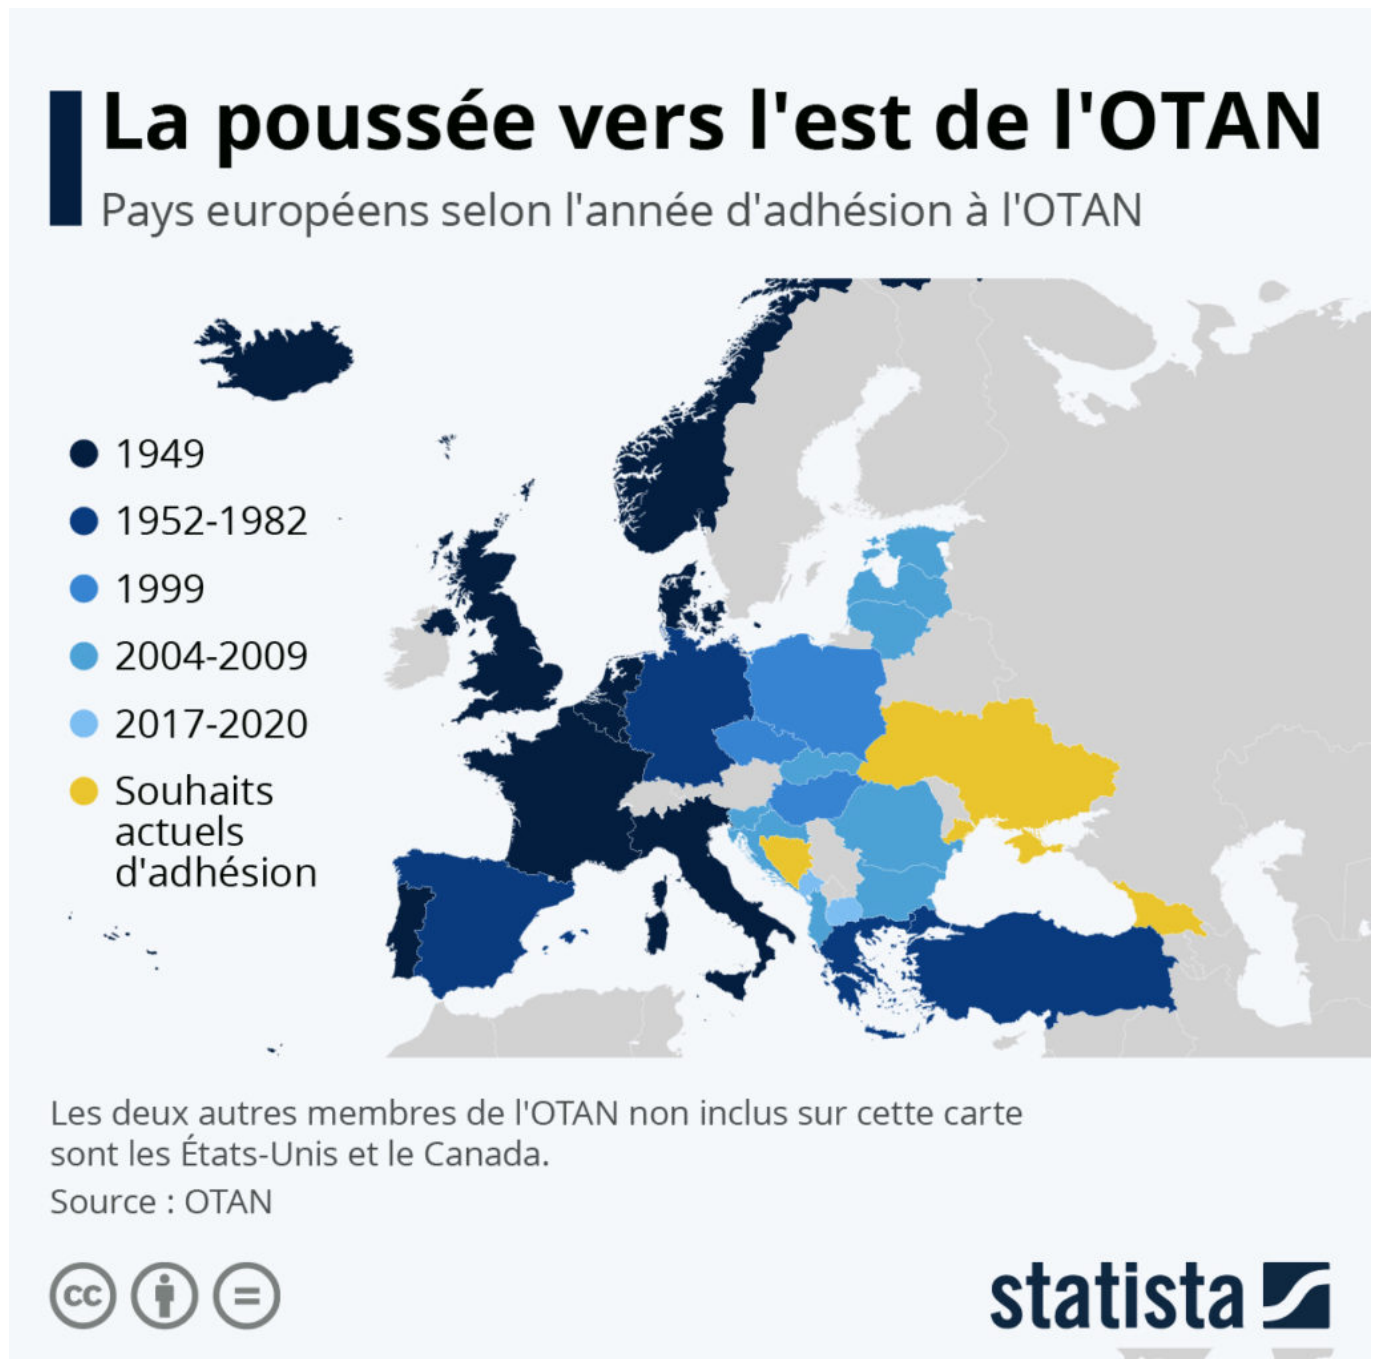 La poussée vers l'est de l'OTAN
Pays européens selon l'année d'adhésion à l'OTAN
1949
1952-1982
1999
2004-2009
2017-2020
Souhaits
actuels
d'adhésion
Les deux autres membres de l'OTAN non inclus sur cette carte
sont les États-Unis et le Canada.
Source : OTAN
cc
statista